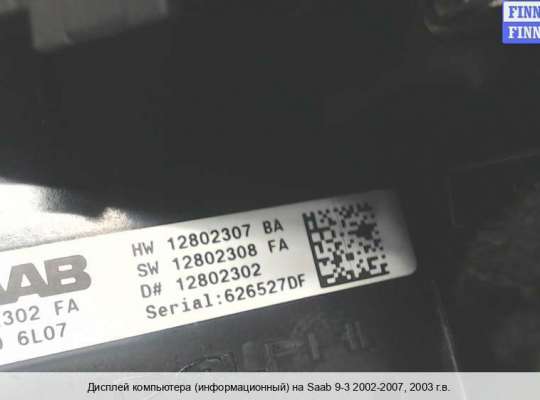 FINN
FINN
HW 12802307 BA
SW 12802308 FA
D# 12802302
Serial:626527DF
AAB
302 FA
6L07
Дисплей компьютера (информационный) на Saab 9-3 2002-2007, 2003 г.в.